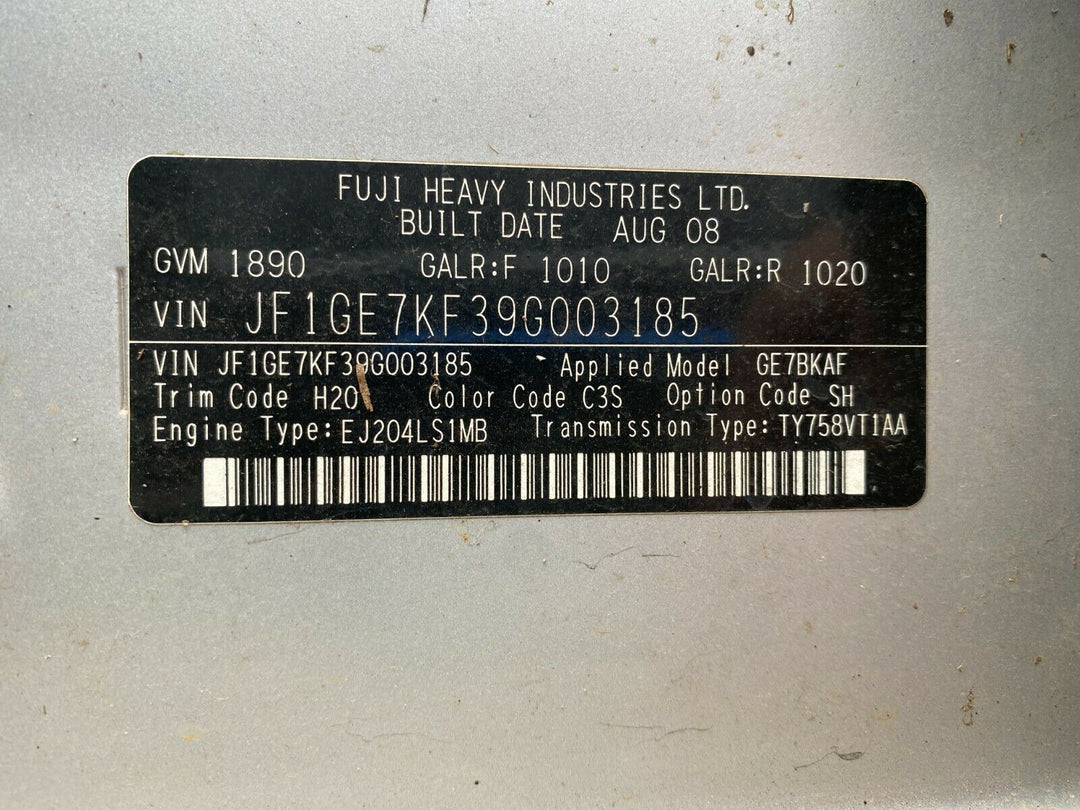 FUJI HEAVY INDUSTRIES LTD.
BUILT DATE AUG 08
GVM 1890 GALR:F 1010 GALR:R 1020
VIN JF1GE7KF39G003185
VIN JF1GE7KF39G003185 Applied Model GE7BKAF
Trim Code H20 Color Code C3S Option Code SH
Engine Type: EJ204LS1MB Transmission Type: TY758VT1AA